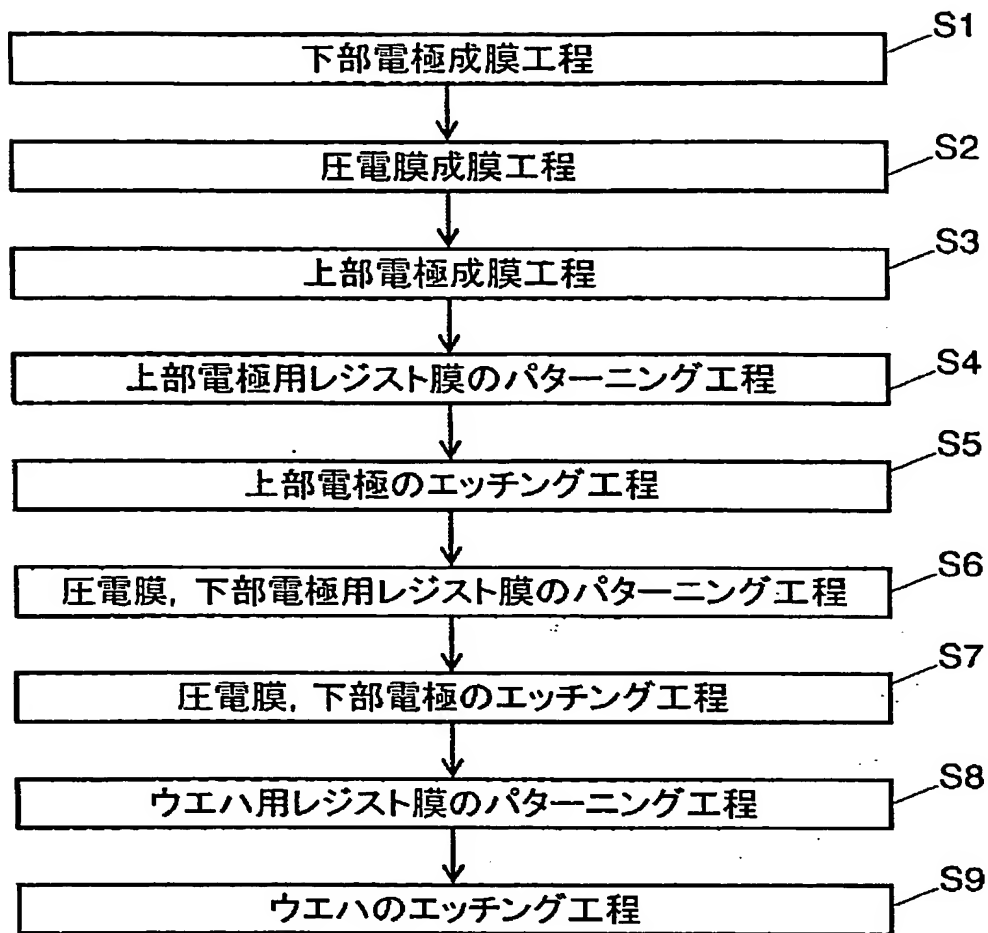 S1
下部電極成膜工程
S2
圧電膜成膜工程
S3
上部電極成膜工程
S4
上部電極用レジスト膜のパターニング工程
S5
上部電極のエッチング工程
S6
圧電膜, 下部電極用レジスト膜のパターニング工程
S7
圧電膜, 下部電極のエッチング工程
S8
ウエハ用レジスト膜のパターニング工程
S9
ウエハのエッチング工程